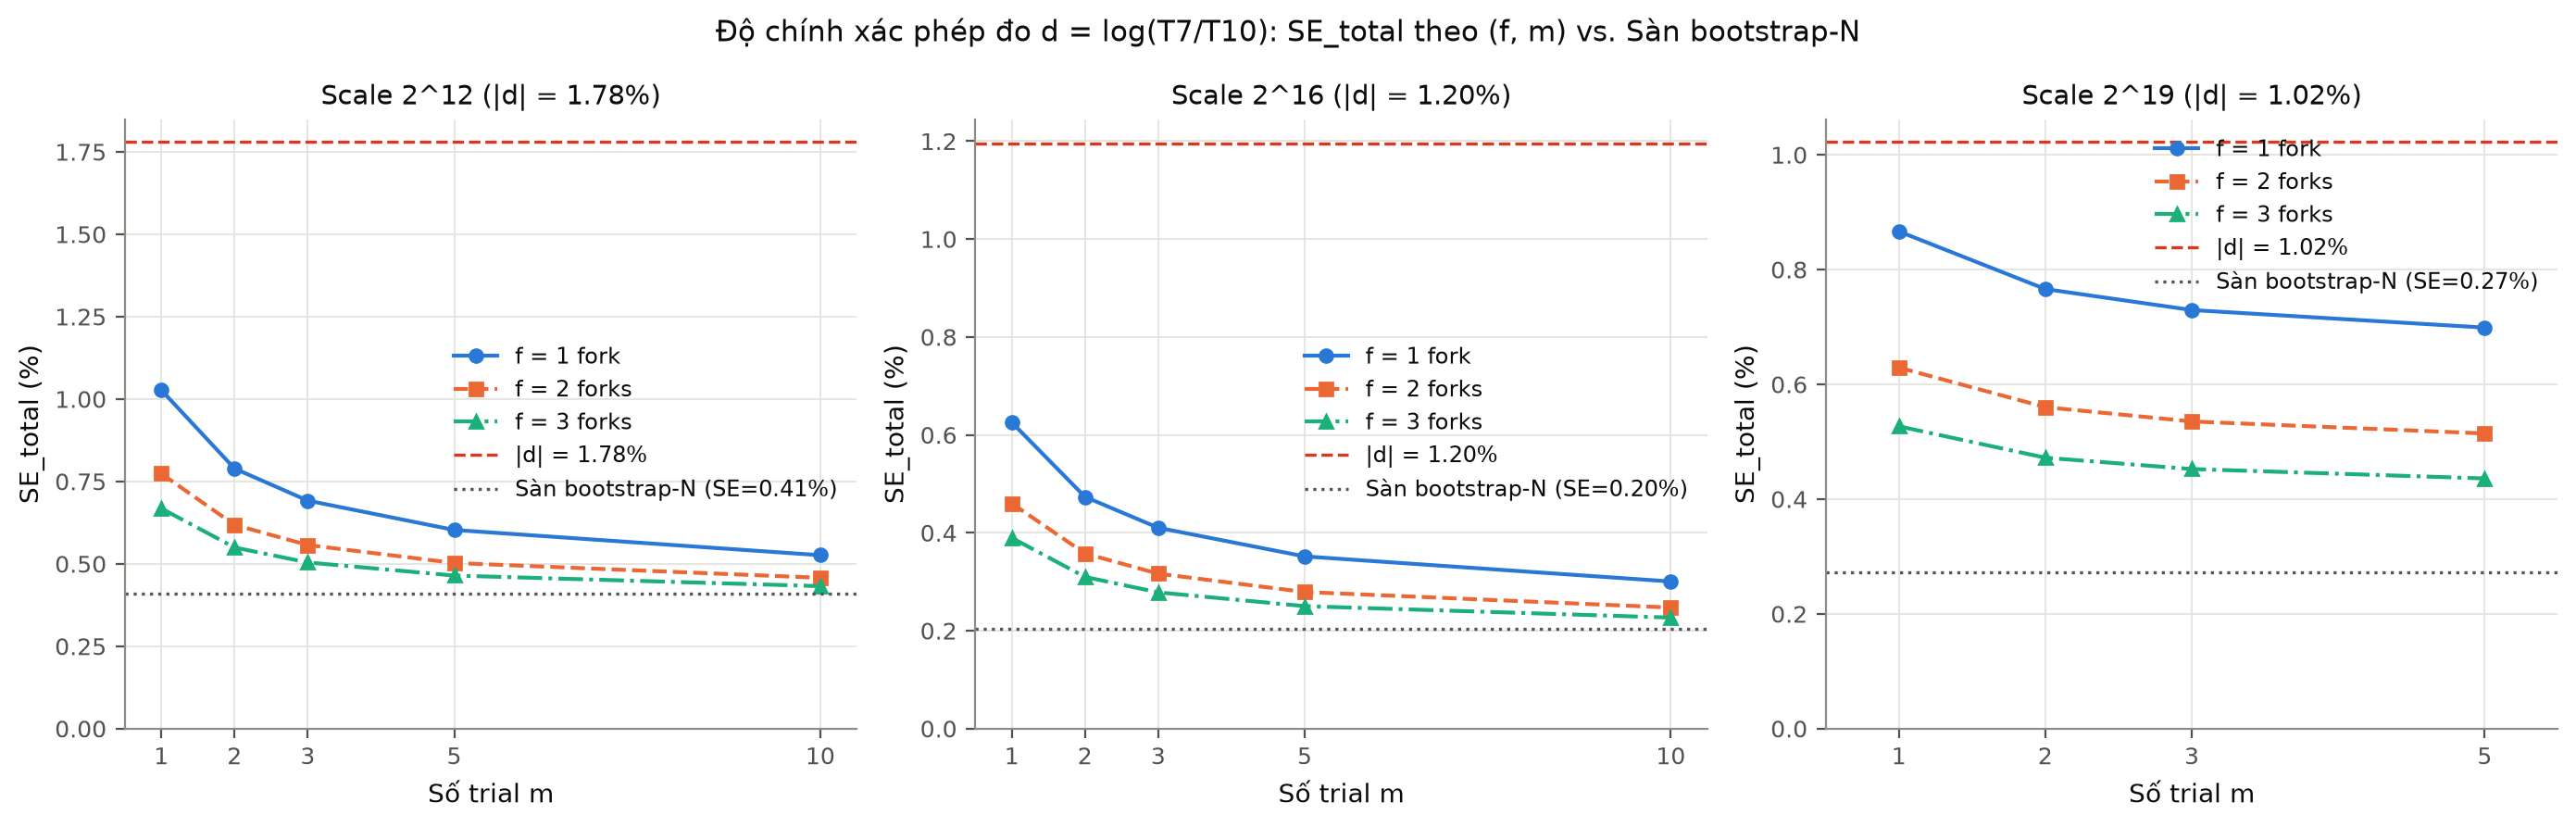 Độ chính xác phép đo d = log(T7/T10): SE_total theo (f, m) vs. Sàn bootstrap-N
Scale 2^12 (|d| = 1.78%)
SE_total (%)
1.75
1.50
1.25
1.00
0.75
0.50
0.25
0.00
f = 1 fork
f = 2 forks
f = 3 forks
|d| = 1.78%
Sàn bootstrap-N (SE=0.41%)
1 2 3 5 10
Số trial m
Scale 2^16 (|d| = 1.20%)
SE_total (%)
1.2
1.0
0.8
0.6
0.4
0.2
0.0
f = 1 fork
f = 2 forks
f = 3 forks
|d| = 1.20%
Sàn bootstrap-N (SE=0.20%)
1 2 3 5 10
Số trial m
Scale 2^19 (|d| = 1.02%)
SE_total (%)
1.0
0.8
0.6
0.4
0.2
0.0
f = 1 fork
f = 2 forks
f = 3 forks
|d| = 1.02%
Sàn bootstrap-N (SE=0.27%)
1 2 3 5
Số trial m